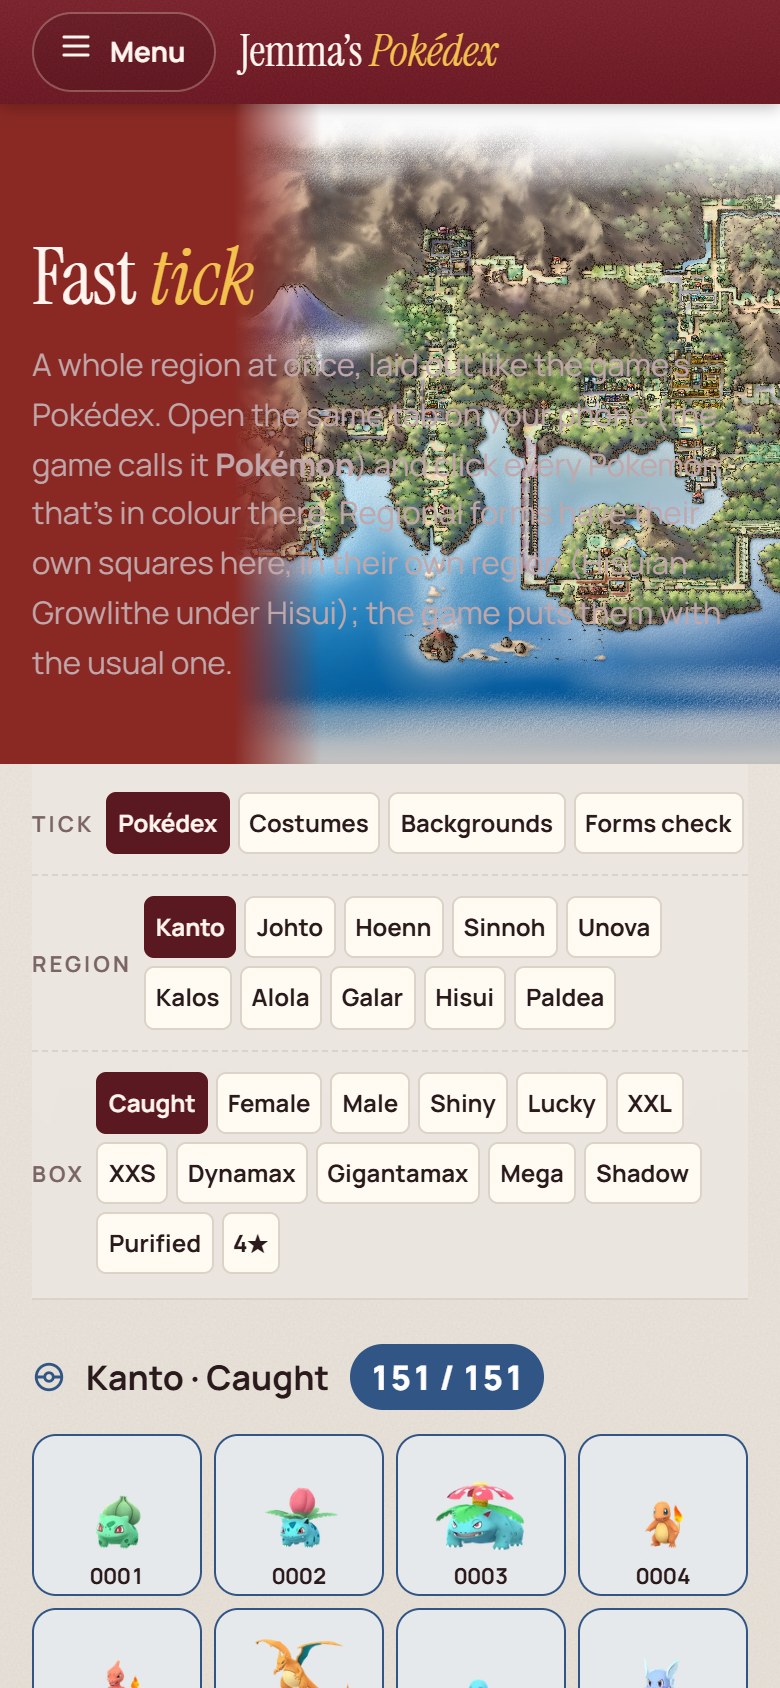 Menu
Jemma's Pokédex
Fast tick
A whole region at once, laid out like the game's
Pokédex. Open the same tab on your phone (the
game calls it Pokémon) and tick every Pokémon
that's in colour there. Regional forms have their
own squares here, in their own region (Hisuian
Growlithe under Hisui); the game puts them with
the usual one.
TICK Pokédex Costumes Backgrounds Forms check
REGION
Kanto Johto Hoenn Sinnoh Unova
Kalos Alola Galar Hisui Paldea
BOX
Caught Female Male Shiny Lucky XXL
XXS Dynamax Gigantamax Mega Shadow
Purified 4★
Kanto · Caught 151 / 151
0001 0002 0003 0004